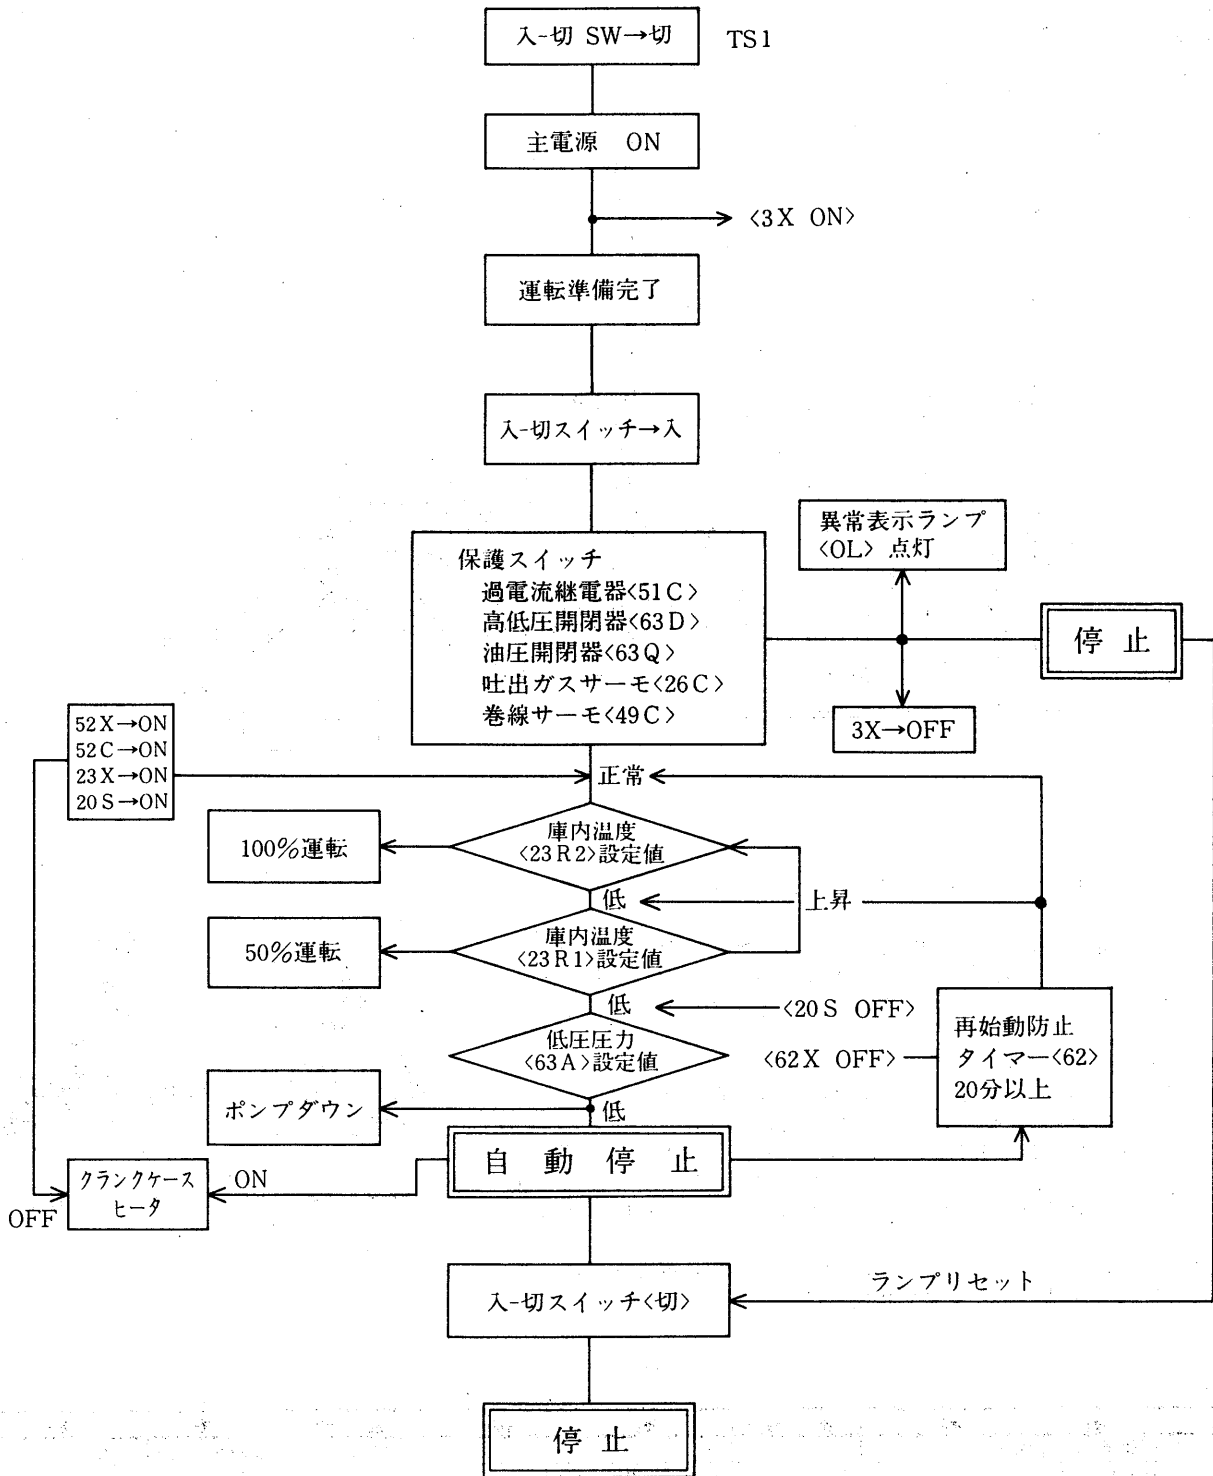 入-切 SW→切
TS1
主電源 ON
<3X ON>
運転準備完了
入-切スイッチ→入
保護スイッチ
過電流継電器<51C>
高低圧開閉器<63D>
油圧開閉器<63Q>
吐出ガスサーモ<26C>
巻線サーモ<49C>
異常表示ランプ
<OL> 点灯
停止
3X→OFF
52X→ON
52C→ON
23X→ON
20S→ON
正常
庫内温度
<23R2>設定値
100%運転
低
上昇
庫内温度
<23R1>設定値
50%運転
低
<20S OFF>
低圧圧力
<63A>設定値
<62X OFF>
再始動防止
タイマー<62>
20分以上
ポンプダウン
低
自動停止
クランクケース
ヒータ
ON
OFF
入-切スイッチ<切>
ランプリセット
停止